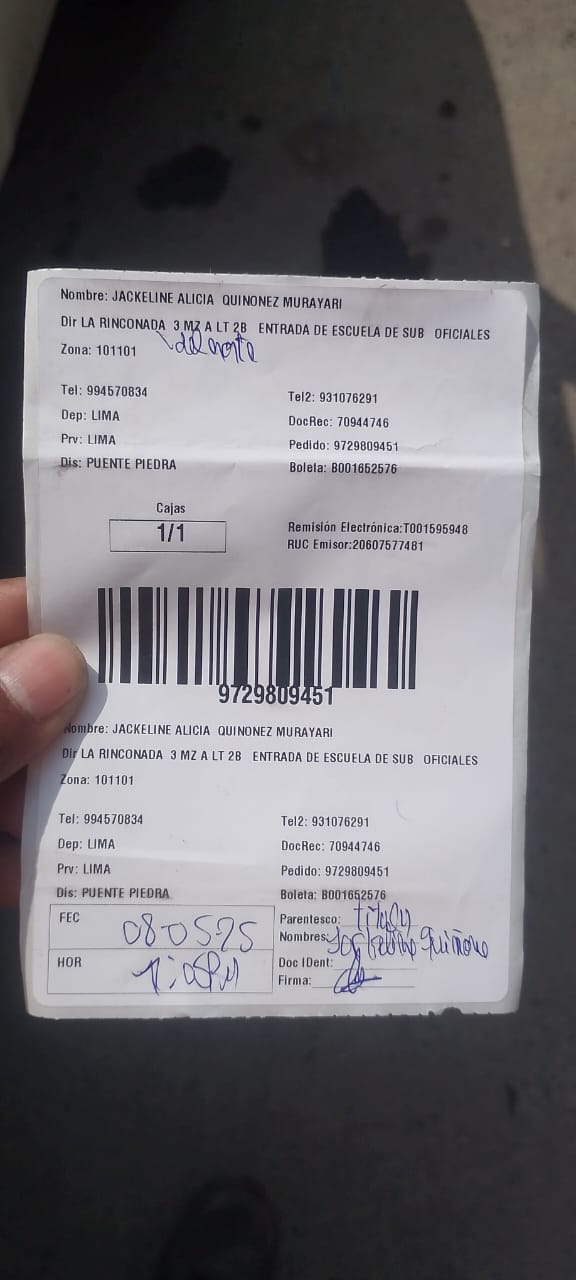 Nombre: JACKELINE ALICIA QUINONEZ MURAYARI
Dir LA RINCONADA 3 MZ A LT 2B ENTRADA DE ESCUELA DE SUB OFICIALES
Zona: 101101 del norte
Tel: 994570834 Tel2: 931076291
Dep: LIMA DocRec: 70944746
Prv: LIMA Pedido: 9729809451
Dis: PUENTE PIEDRA Boleta: B001652576
Cajas
1/1
Remisión Electrónica:T001595948
RUC Emisor:20607577481
9729809451
Nombre: JACKELINE ALICIA QUINONEZ MURAYARI
Dir LA RINCONADA 3 MZ A LT 2B ENTRADA DE ESCUELA DE SUB OFICIALES
Zona: 101101
Tel: 994570834 Tel2: 931076291
Dep: LIMA DocRec: 70944746
Prv: LIMA Pedido: 9729809451
Dis: PUENTE PIEDRA Boleta: B001652576
FEC 080525
Parentesco:
Nombres: Quiñone
HOR
Doc IDent:
Firma: